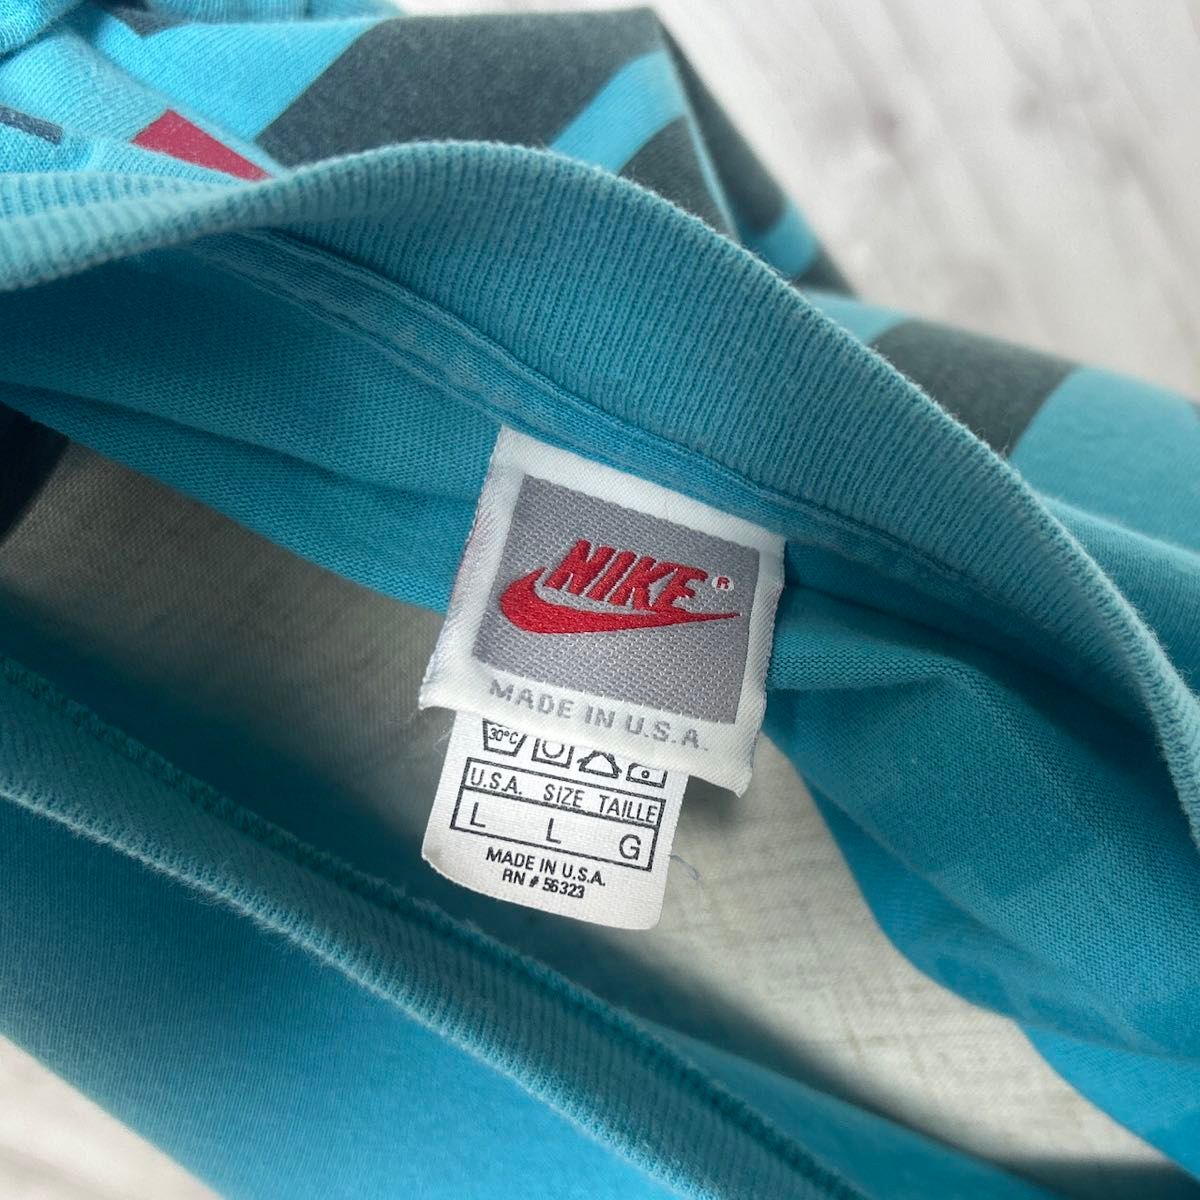 NIKE®
MADE IN U.S.A.
30°C
U.S.A. SIZE TAILLE
L L G
MADE IN U.S.A.
RN # 56323